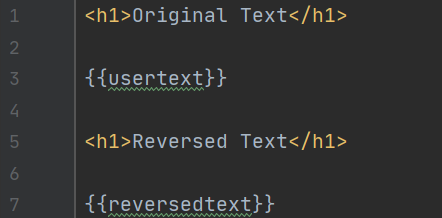 1 <h1>Original Text</h1>
2
3 {{usertext}}
4
5 <h1>Reversed Text</h1>
6
7 {{reversedtext}}